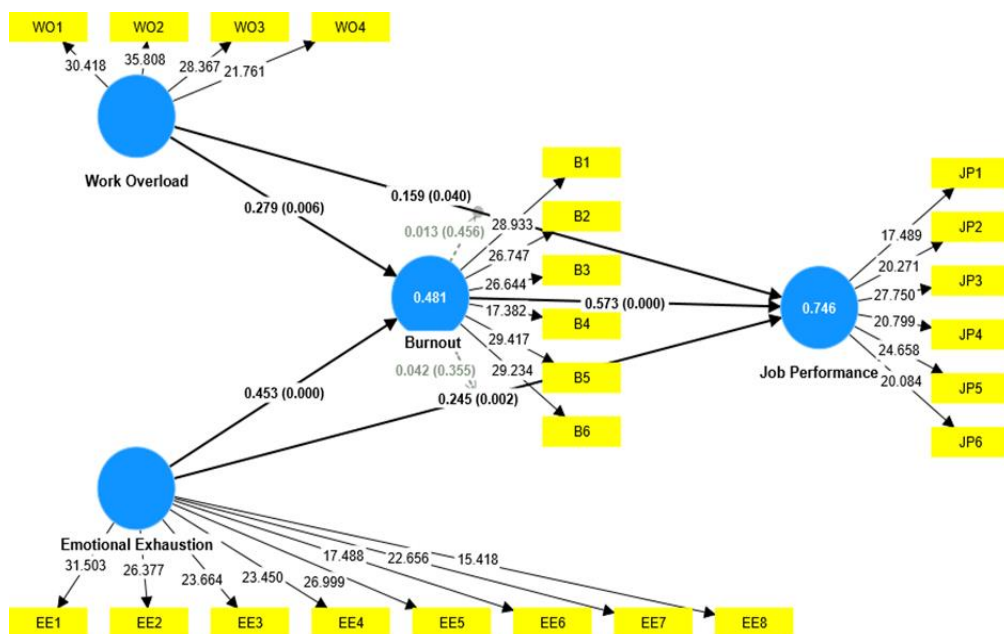 WO1
WO2
WO3
WO4
30.418
35.808
28.367
21.761
Work Overload
0.279 (0.006)
0.159 (0.040)
0.013 (0.456)
B1
B2
B3
B4
B5
B6
28.933
26.747
26.644
17.382
29.417
29.234
0.481
Burnout
0.573 (0.000)
0.042 (0.355)
0.453 (0.000)
0.245 (0.002)
0.746
Job Performance
JP1
JP2
JP3
JP4
JP5
JP6
17.489
20.271
27.750
20.799
24.658
20.084
Emotional Exhaustion
31.503
26.377
23.664
23.450
26.999
17.488
22.656
15.418
EE1
EE2
EE3
EE4
EE5
EE6
EE7
EE8